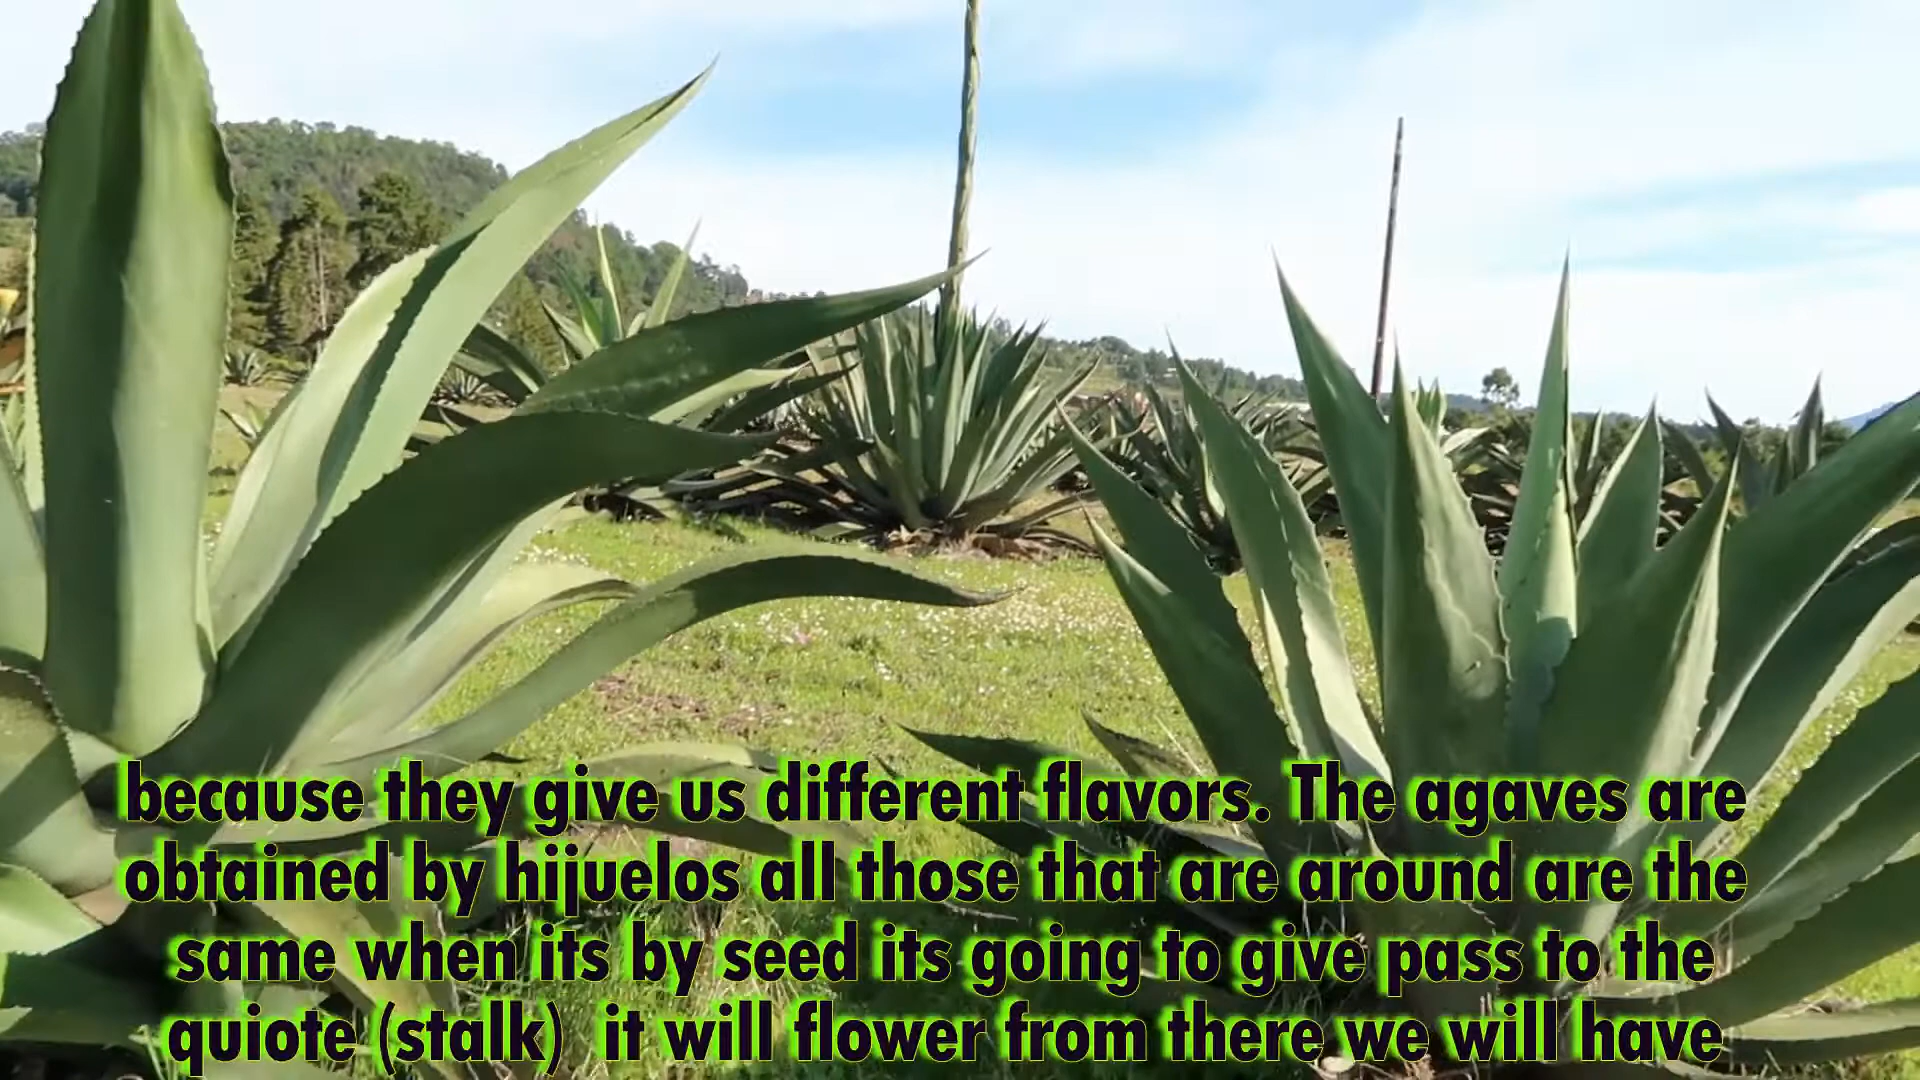 because they give us different flavors. The agaves are
obtained by hijuelos all those that are around are the
same when its by seed its going to give pass to the
quiote (stalk)  it will flower from there we will have